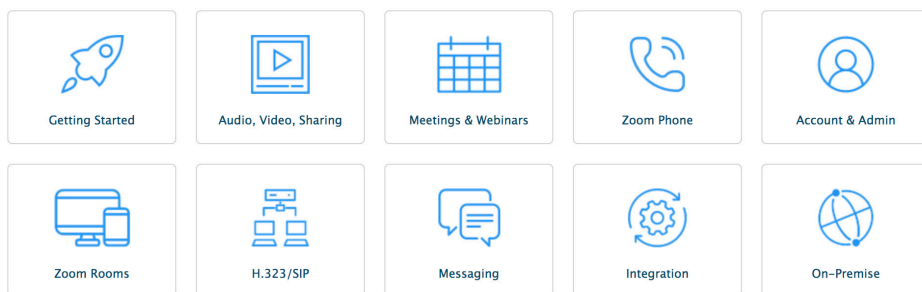 Getting Started
Audio, Video, Sharing
Meetings & Webinars
Zoom Phone
Account & Admin
Zoom Rooms
H.323/SIP
Messaging
Integration
On-Premise